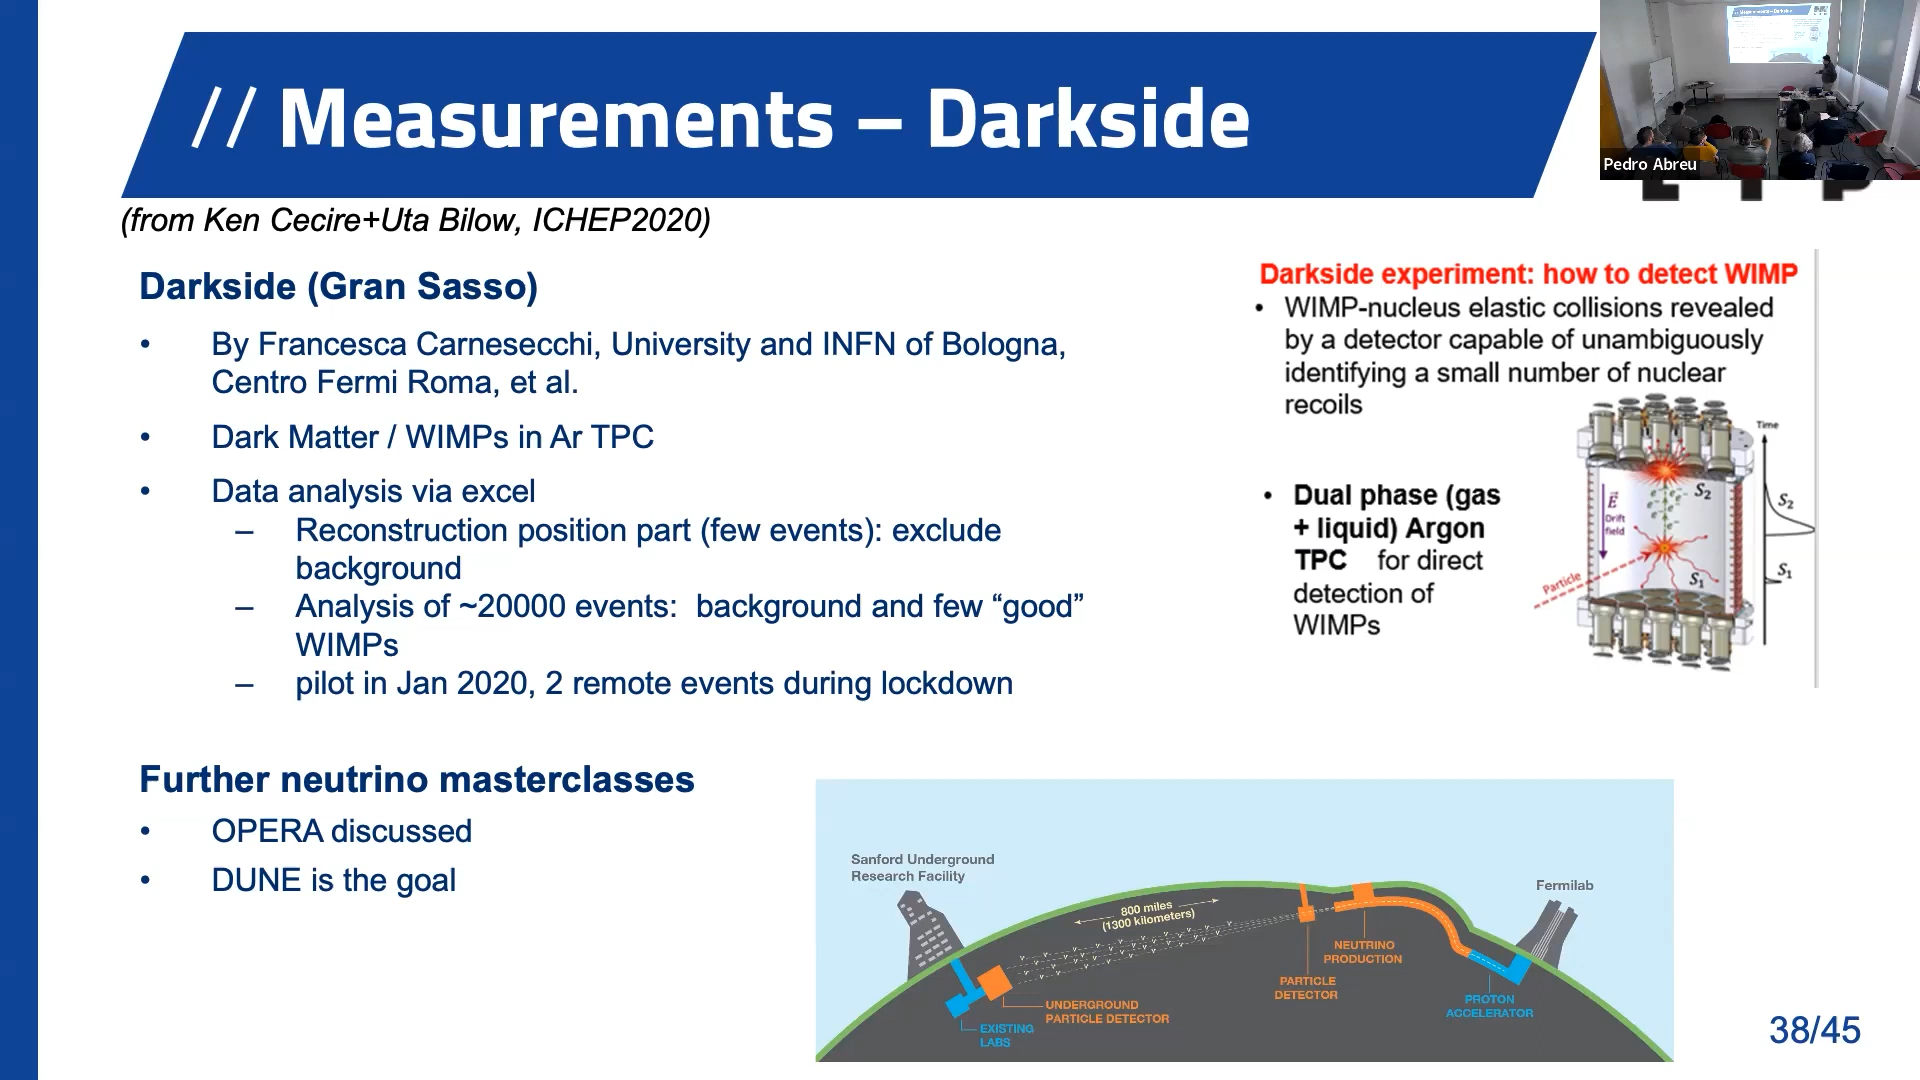 // Measurements – Darkside
Pedro Abreu
(from Ken Cecire+Uta Bilow, ICHEP2020)
Darkside (Gran Sasso)
• By Francesca Carnesecchi, University and INFN of Bologna,
Centro Fermi Roma, et al.
• Dark Matter / WIMPs in Ar TPC
• Data analysis via excel
– Reconstruction position part (few events): exclude
background
– Analysis of ~20000 events:  background and few “good”
WIMPs
– pilot in Jan 2020, 2 remote events during lockdown
Darkside experiment: how to detect WIMP
• WIMP-nucleus elastic collisions revealed
by a detector capable of unambiguously
identifying a small number of nuclear
recoils
• Dual phase (gas
+ liquid) Argon
TPC for direct
detection of
WIMPs
Time
S2
S2
E
Drift
field
S1
S1
Particle
Further neutrino masterclasses
• OPERA discussed
• DUNE is the goal
Sanford Underground
Research Facility
Fermilab
800 miles
(1300 kilometers)
NEUTRINO
PRODUCTION
PARTICLE
DETECTOR
PROTON
ACCELERATOR
UNDERGROUND
PARTICLE DETECTOR
EXISTING
LABS
38/45